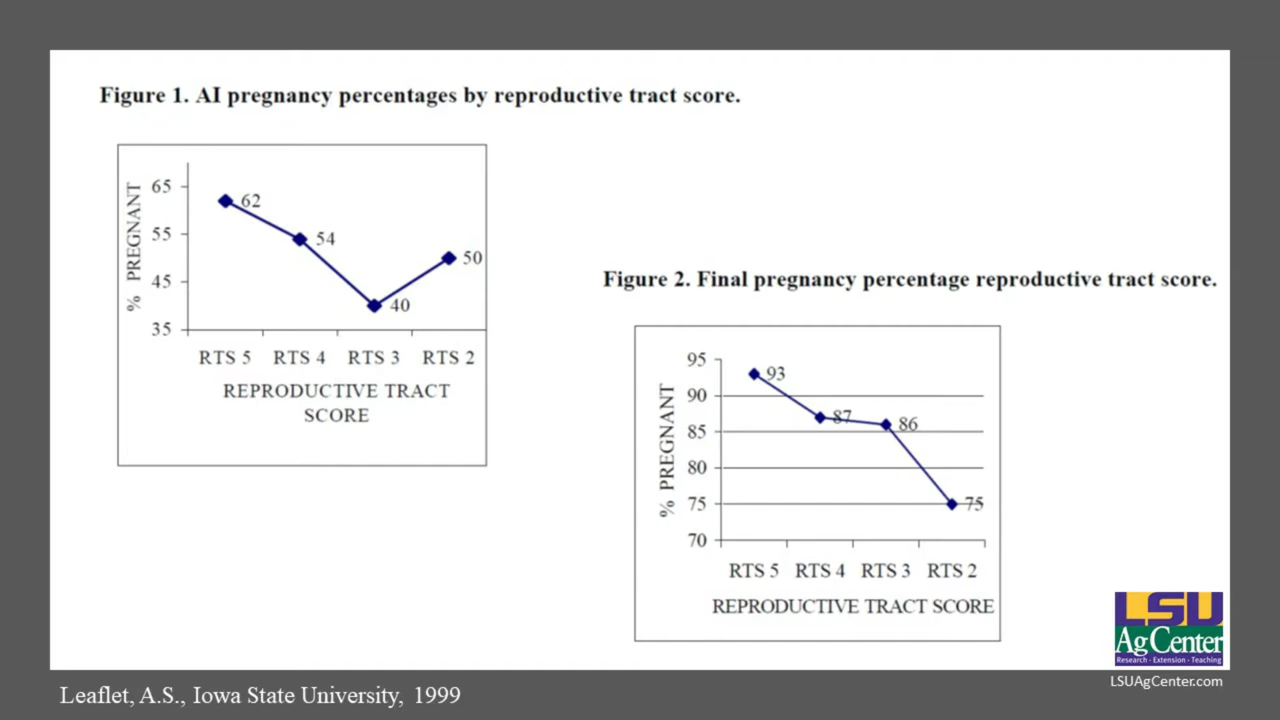 Figure 1. AI pregnancy percentages by reproductive tract score.
% PREGNANT
65
55
45
35
62
54
40
50
RTS 5 RTS 4 RTS 3 RTS 2
REPRODUCTIVE TRACT
SCORE
Figure 2. Final pregnancy percentage reproductive tract score.
% PREGNANT
95
90
85
80
75
70
93
87
86
75
RTS 5 RTS 4 RTS 3 RTS 2
REPRODUCTIVE TRACT SCORE
LSU
AgCenter
Research · Extension · Teaching
LSUAgCenter.com
Leaflet, A.S., Iowa State University, 1999